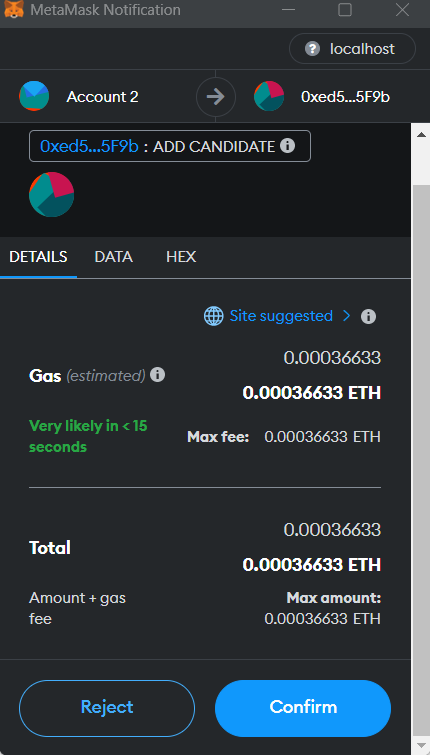 MetaMask Notification
? localhost
Account 2
0xed5...5F9b
0xed5...5F9b : ADD CANDIDATE
DETAILS DATA HEX
Site suggested >
0.00036633
Gas (estimated)
0.00036633 ETH
Very likely in < 15
seconds
Max fee: 0.00036633 ETH
0.00036633
Total
0.00036633 ETH
Amount + gas
fee
Max amount:
0.00036633 ETH
Reject
Confirm